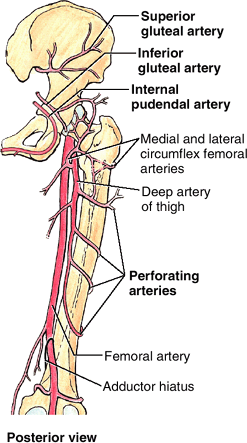 Superior
gluteal artery
Inferior
gluteal artery
Internal
pudendal artery
Medial and lateral
circumflex femoral
arteries
Deep artery
of thigh
Perforating
arteries
Femoral artery
Adductor hiatus
Posterior view